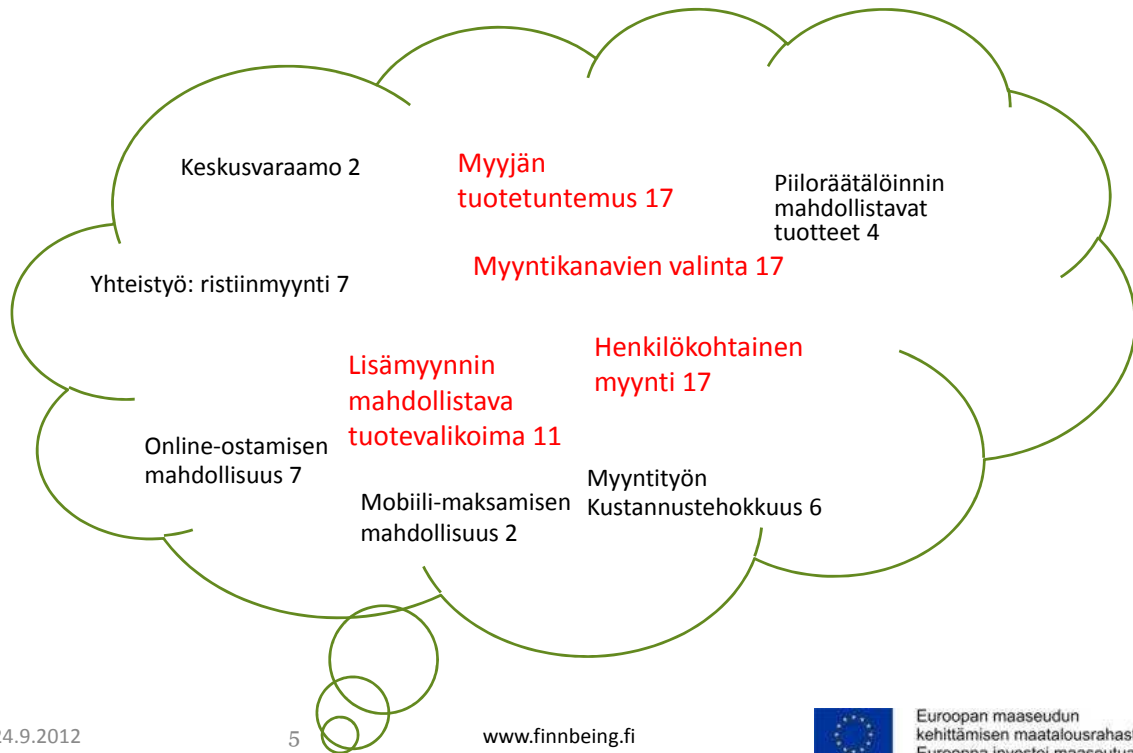 Keskusvaraamo 2
Myyjän
tuotetuntemus 17
Piiloräätälöinnin
mahdollistavat
tuotteet 4
Myyntikanavien valinta 17
Yhteistyö: ristiinmyynti 7
Henkilökohtainen
myynti 17
Lisämyynnin
mahdollistava
tuotevalikoima 11
Online-ostamisen
mahdollisuus 7
Myyntityön
Kustannustehokkuus 6
Mobiili-maksamisen
mahdollisuus 2
24.9.2012
5
www.finnbeing.fi
Euroopan maaseudun
kehittämisen maatalousrahast